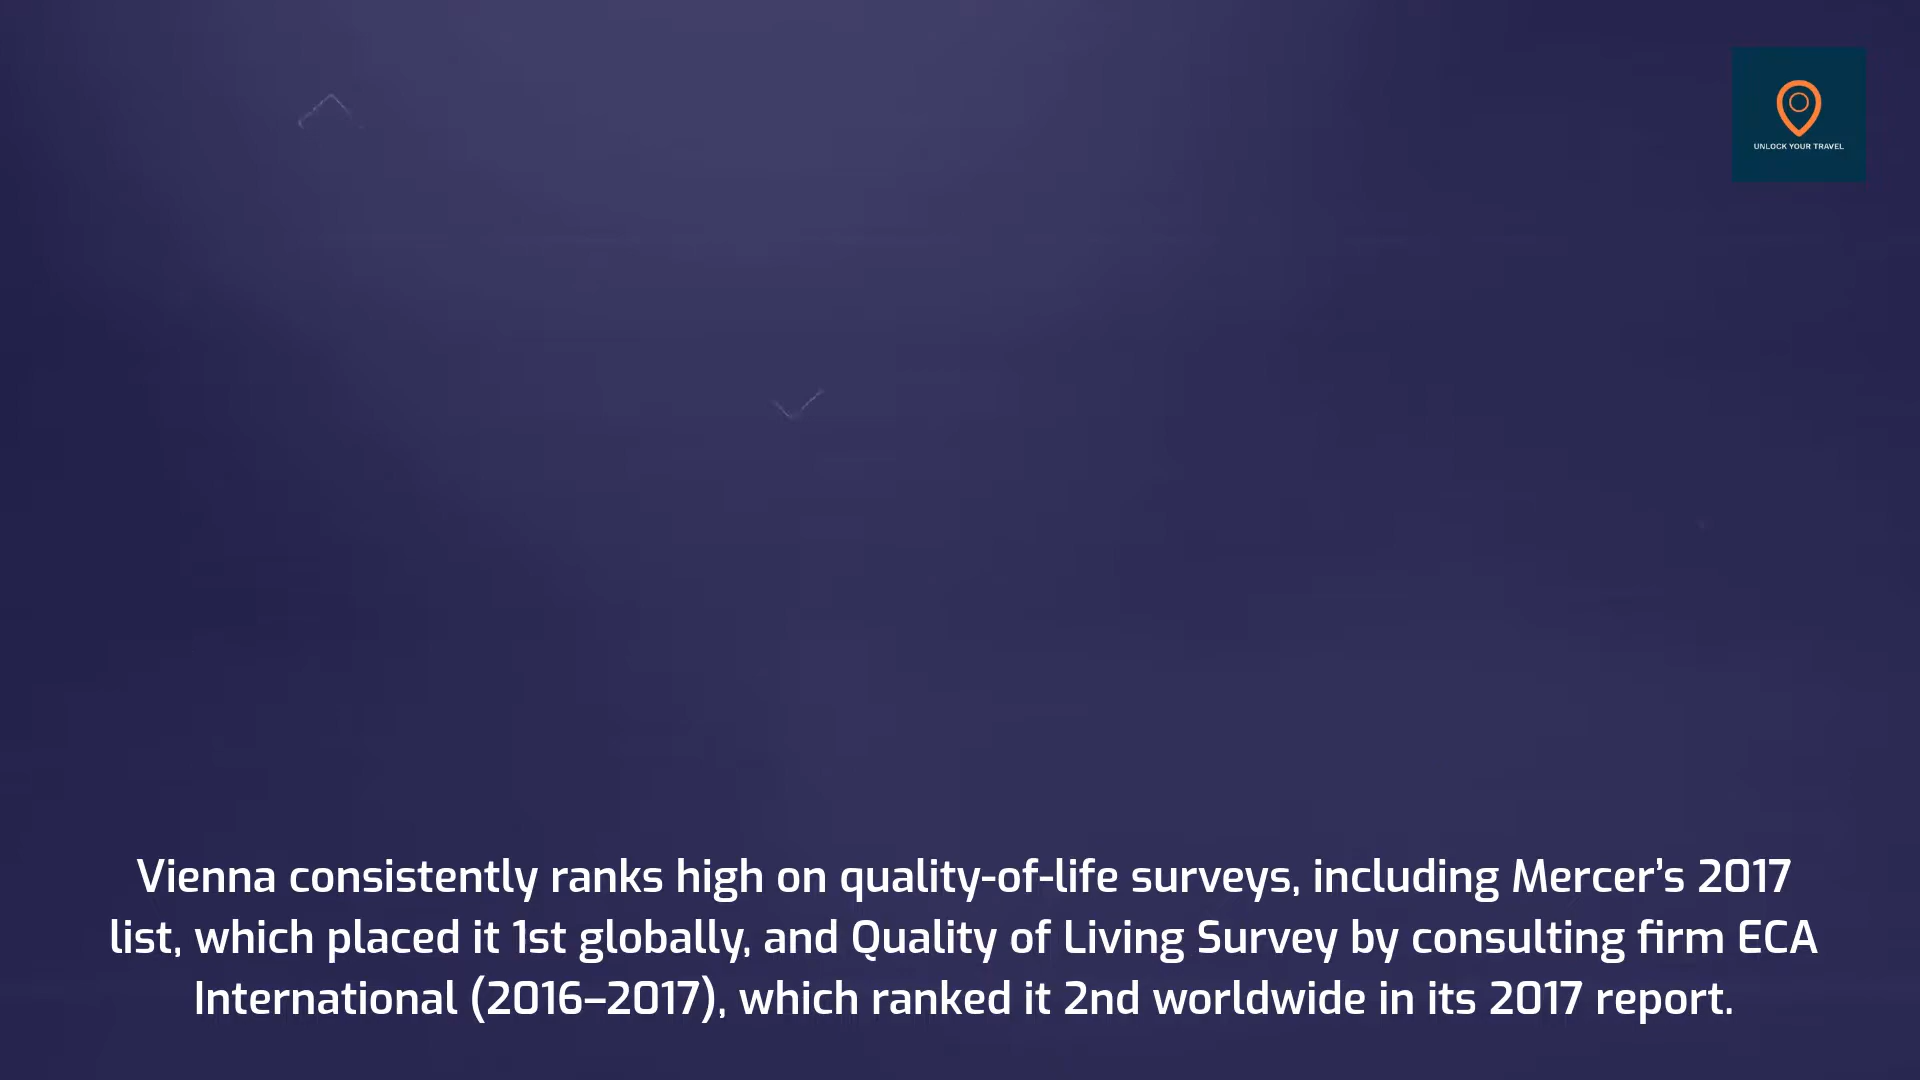 UNLOCK YOUR TRAVEL
Vienna consistently ranks high on quality-of-life surveys, including Mercer’s 2017
list, which placed it 1st globally, and Quality of Living Survey by consulting firm ECA
International (2016–2017), which ranked it 2nd worldwide in its 2017 report.